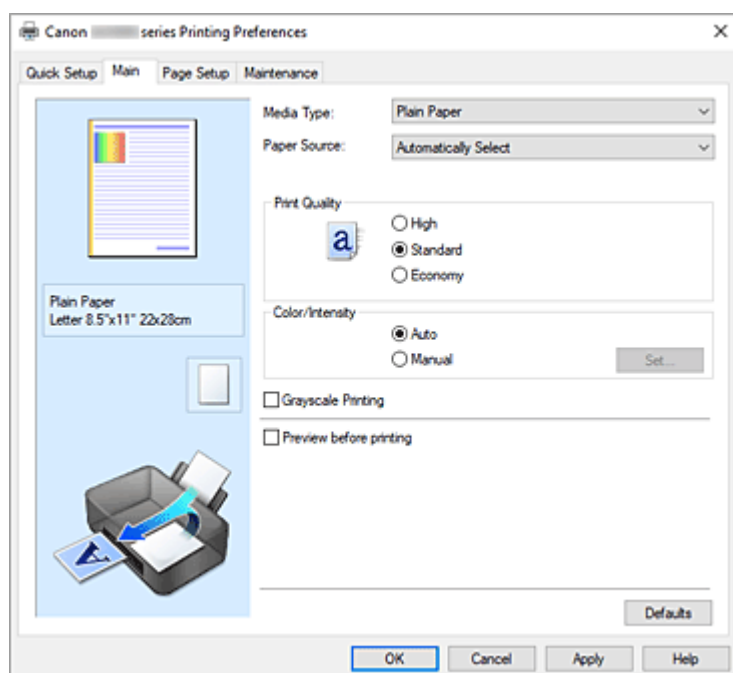 Canon series Printing Preferences
Quick Setup Main Page Setup Maintenance
Media Type: Plain Paper
Paper Source: Automatically Select
Print Quality
a
High
Standard
Economy
Plain Paper
Letter 8.5"x11" 22x28cm
Color/Intensity
Auto
Manual
Set...
Grayscale Printing
Preview before printing
A
Defaults
OK Cancel Apply Help